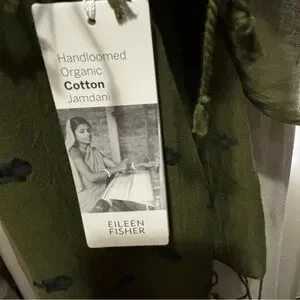 Handloomed
Organic
Cotton
Jamdani
EILEEN
FISHER